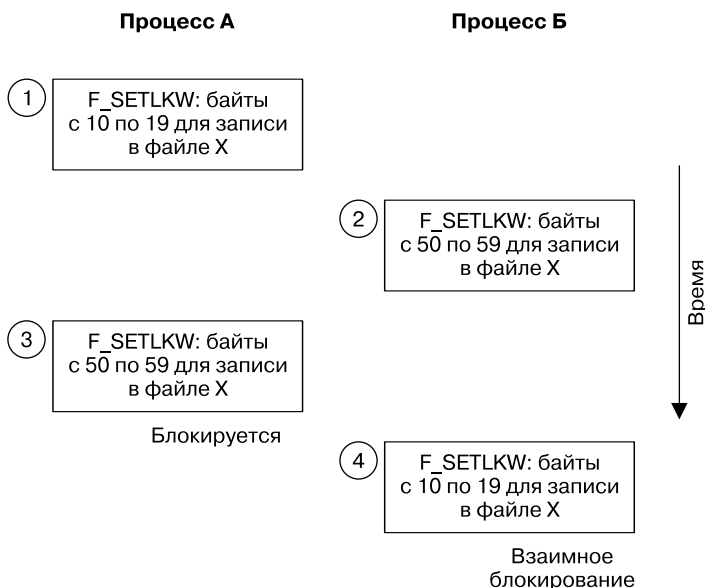 Процесс А
Процесс Б
1
F_SETLKW: байты
с 10 по 19 для записи
в файле X
2
F_SETLKW: байты
с 50 по 59 для записи
в файле X
Время
3
F_SETLKW: байты
с 50 по 59 для записи
в файле X
Блокируется
4
F_SETLKW: байты
с 10 по 19 для записи
в файле X
Взаимное
блокирование